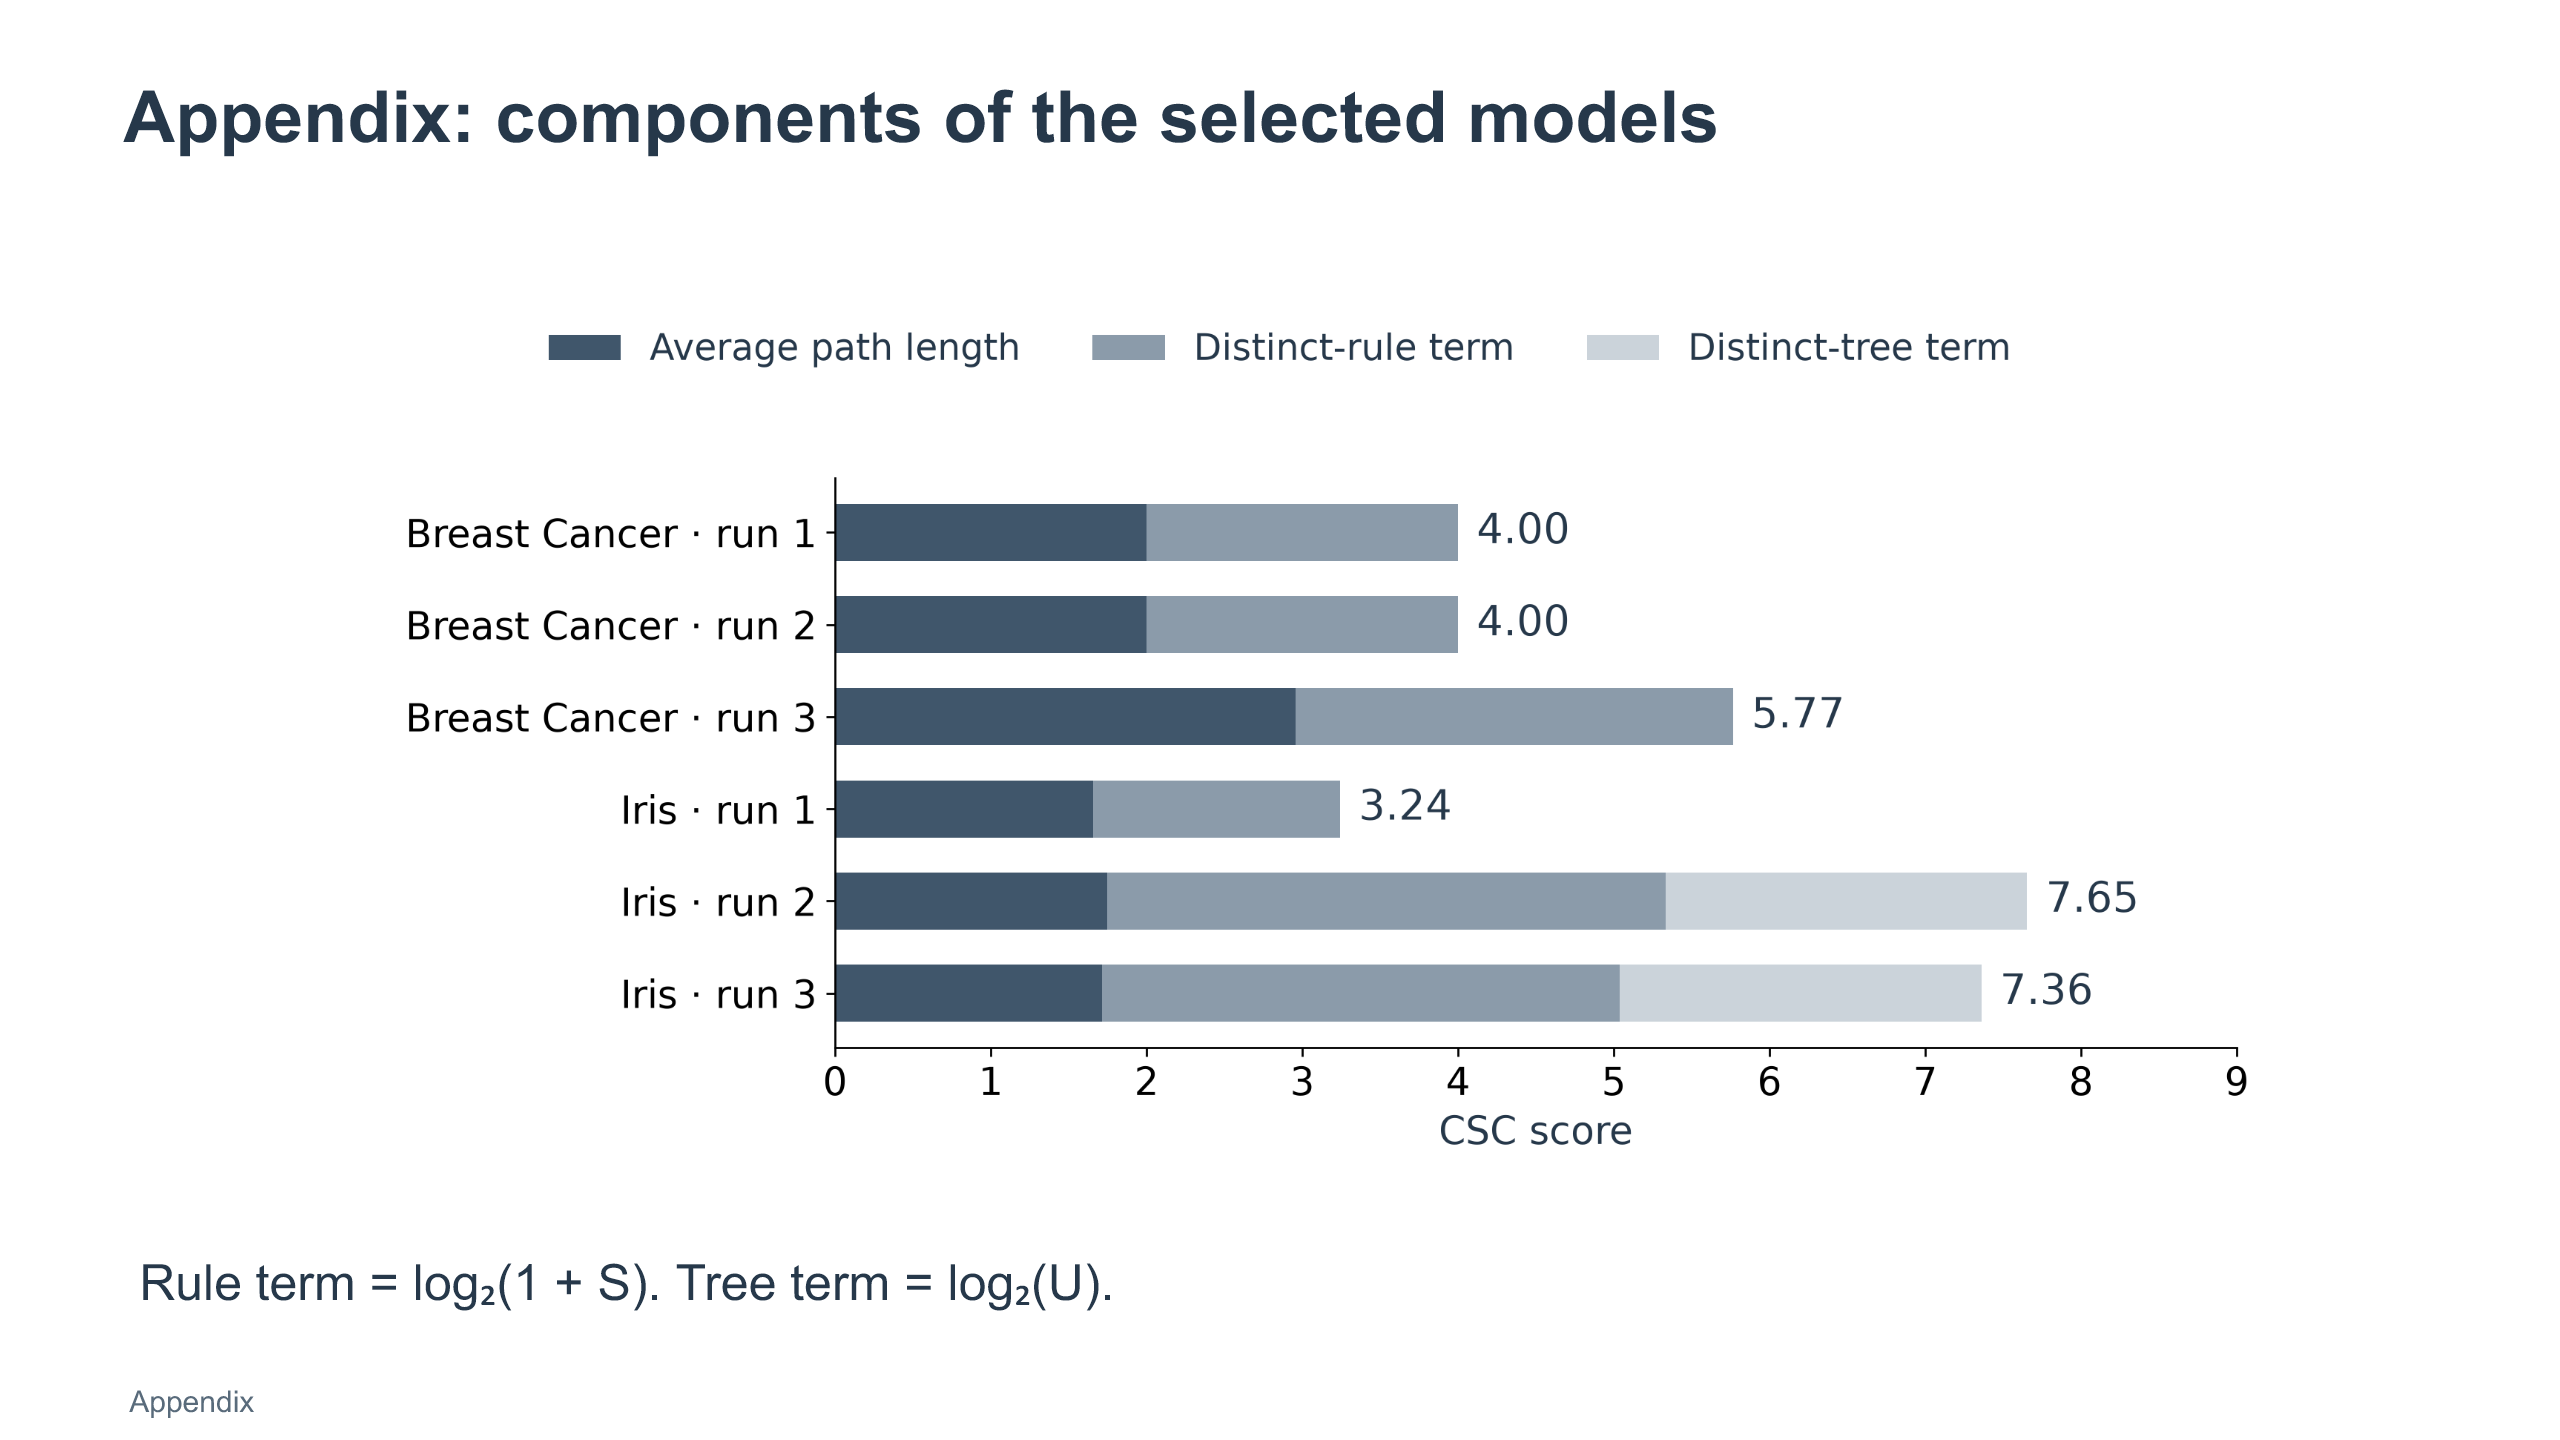 Appendix: components of the selected models
Average path length Distinct-rule term Distinct-tree term
Breast Cancer · run 1 4.00
Breast Cancer · run 2 4.00
Breast Cancer · run 3 5.77
Iris · run 1 3.24
Iris · run 2 7.65
Iris · run 3 7.36
0 1 2 3 4 5 6 7 8 9
CSC score
Rule term = log₂(1 + S). Tree term = log₂(U).
Appendix